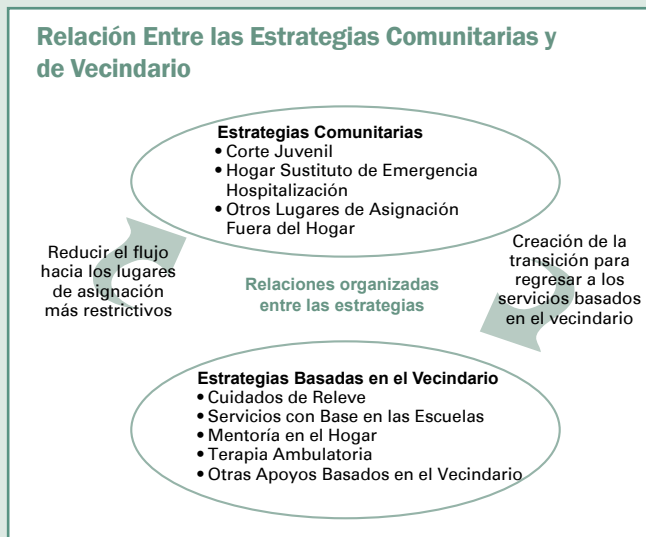 Relación Entre las Estrategias Comunitarias y
de Vecindario
Estrategias Comunitarias
• Corte Juvenil
• Hogar Sustituto de Emergencia
Hospitalización
• Otros Lugares de Asignación
Fuera del Hogar
Reducir el flujo
hacia los lugares
de asignación
más restrictivos
Relaciones organizadas
entre las estrategias
Creación de la
transición para
regresar a los
servicios basados
en el vecindario
Estrategias Basadas en el Vecindario
• Cuidados de Releve
• Servicios con Base en las Escuelas
• Mentoría en el Hogar
• Terapia Ambulatoria
• Otras Apoyos Basados en el Vecindario